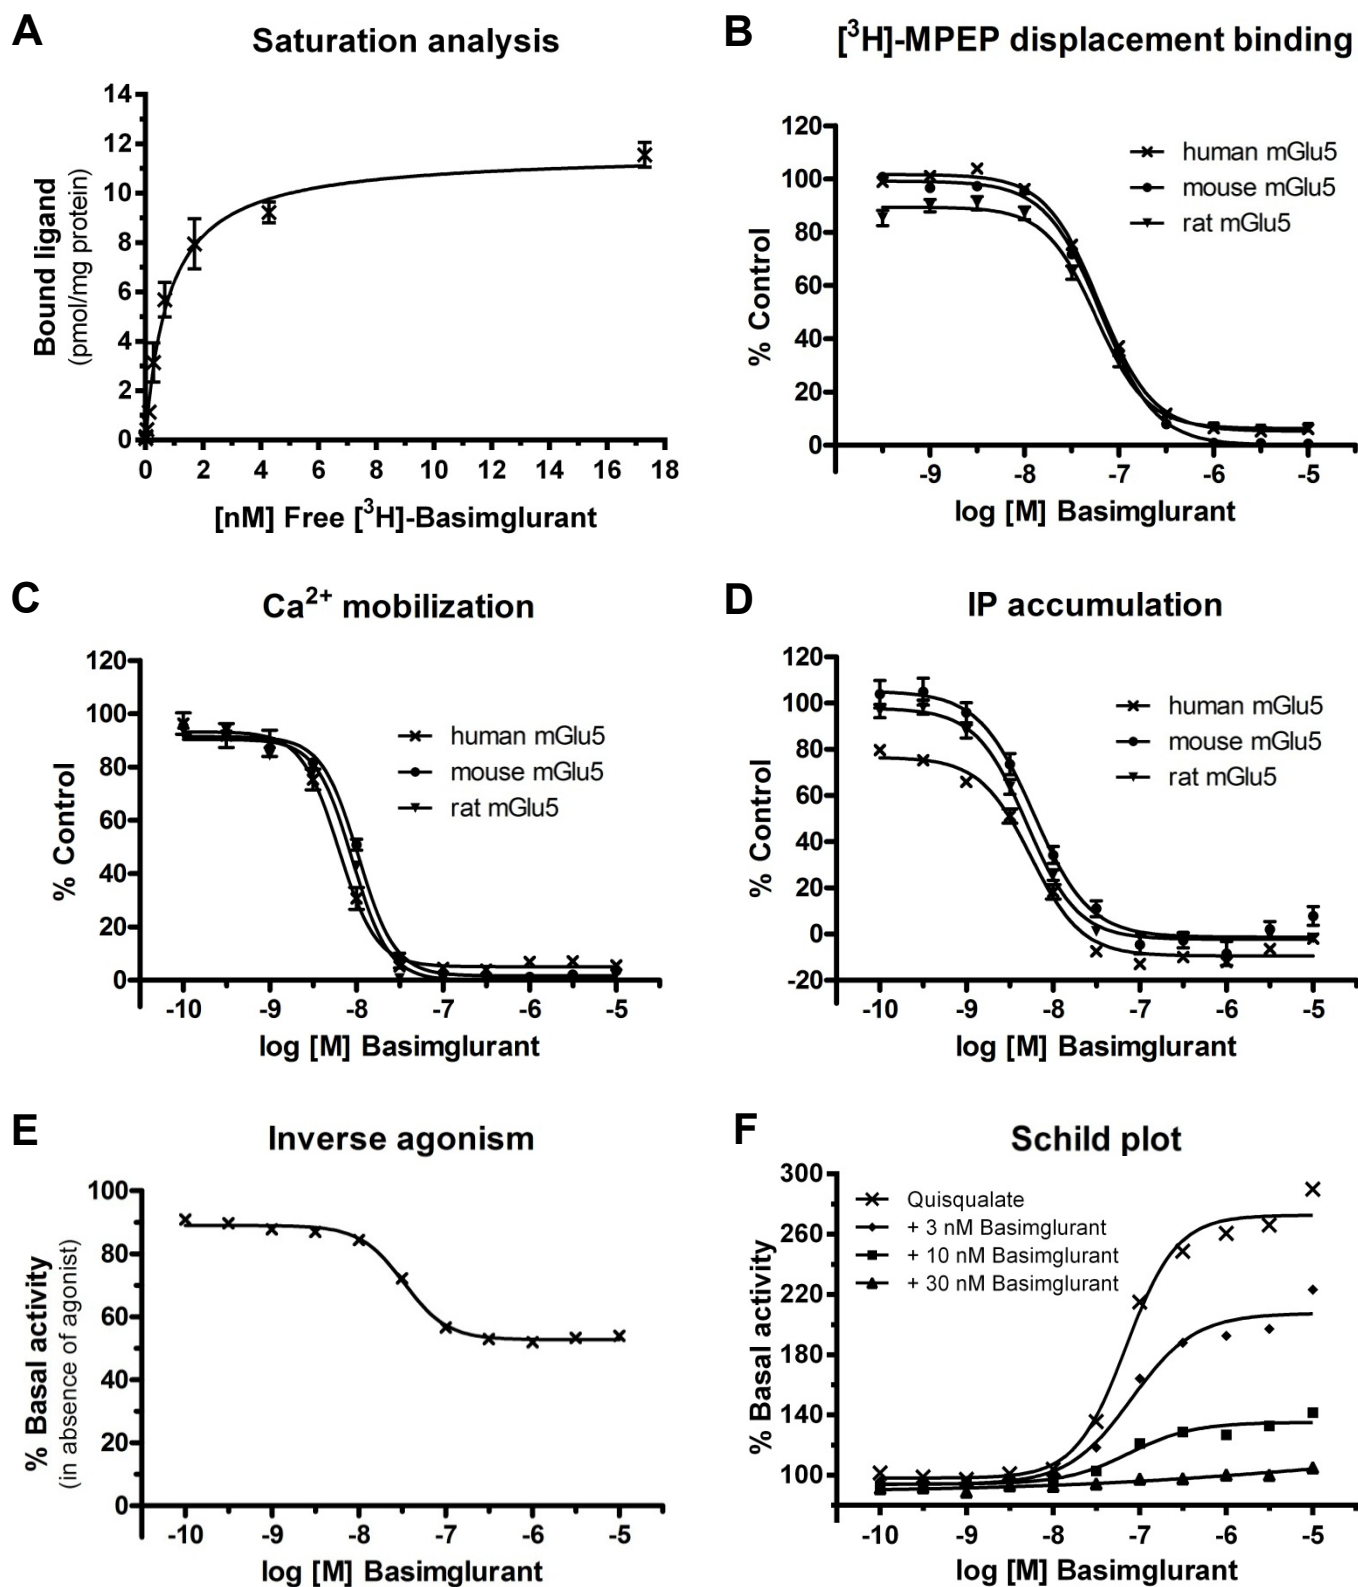 A
Saturation analysis
14
12
10
8
6
4
2
0
Bound ligand
(pmol/mg protein)
0 2 4 6 8 10 12 14 16 18
[nM] Free [³H]-Basimglurant
B
[³H]-MPEP displacement binding
120
100
80
60
40
20
0
% Control
human mGlu5
mouse mGlu5
rat mGlu5
-9 -8 -7 -6 -5
log [M] Basimglurant
C
Ca²⁺ mobilization
120
100
80
60
40
20
0
% Control
human mGlu5
mouse mGlu5
rat mGlu5
-10 -9 -8 -7 -6 -5
log [M] Basimglurant
D
IP accumulation
120
100
80
60
40
20
0
-20
% Control
human mGlu5
mouse mGlu5
rat mGlu5
-10 -9 -8 -7 -6 -5
log [M] Basimglurant
E
Inverse agonism
100
80
60
40
20
0
% Basal activity
(in absence of agonist)
-10 -9 -8 -7 -6 -5
log [M] Basimglurant
F
Schild plot
300
260
220
180
140
100
% Basal activity
Quisqualate
+ 3 nM Basimglurant
+ 10 nM Basimglurant
+ 30 nM Basimglurant
-10 -9 -8 -7 -6 -5
log [M] Basimglurant